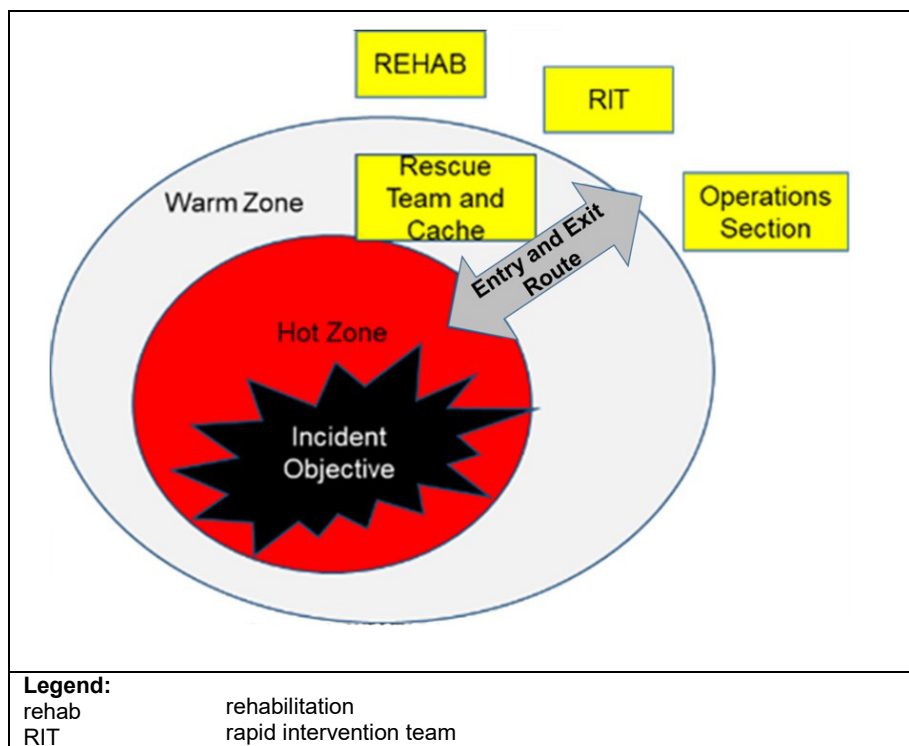 REHAB
RIT
Rescue
Team and
Cache
Warm Zone
Operations
Section
Entry and Exit
Route
Hot Zone
Incident
Objective
Legend:
rehab rehabilitation
RIT rapid intervention team